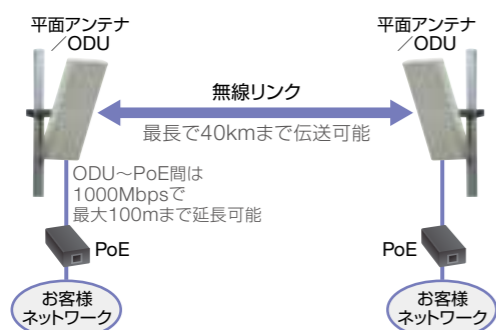 平面アンテナ
／ODU
平面アンテナ
／ODU
無線リンク
最長で40kmまで伝送可能
ODU～PoE間は
1000Mbpsで
最大100mまで延長可能
PoE
PoE
お客様
ネットワーク
お客様
ネットワーク